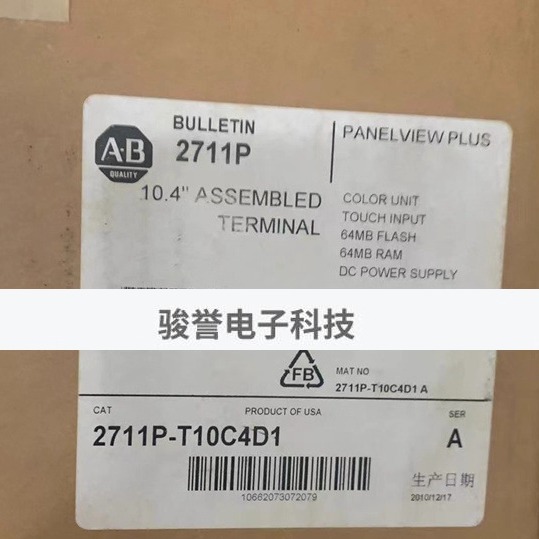 BULLETIN
2711P
PANELVIEW PLUS
A·B
QUALITY
10.4" ASSEMBLED
TERMINAL
COLOR UNIT
TOUCH INPUT
64MB FLASH
64MB RAM
DC POWER SUPPLY
骏誉电子科技
FB
MAT NO
2711P-T10C4D1 A
CAT
PRODUCT OF USA
SER
2711P-T10C4D1
A
10662073072079
生产日期
2010/12/17